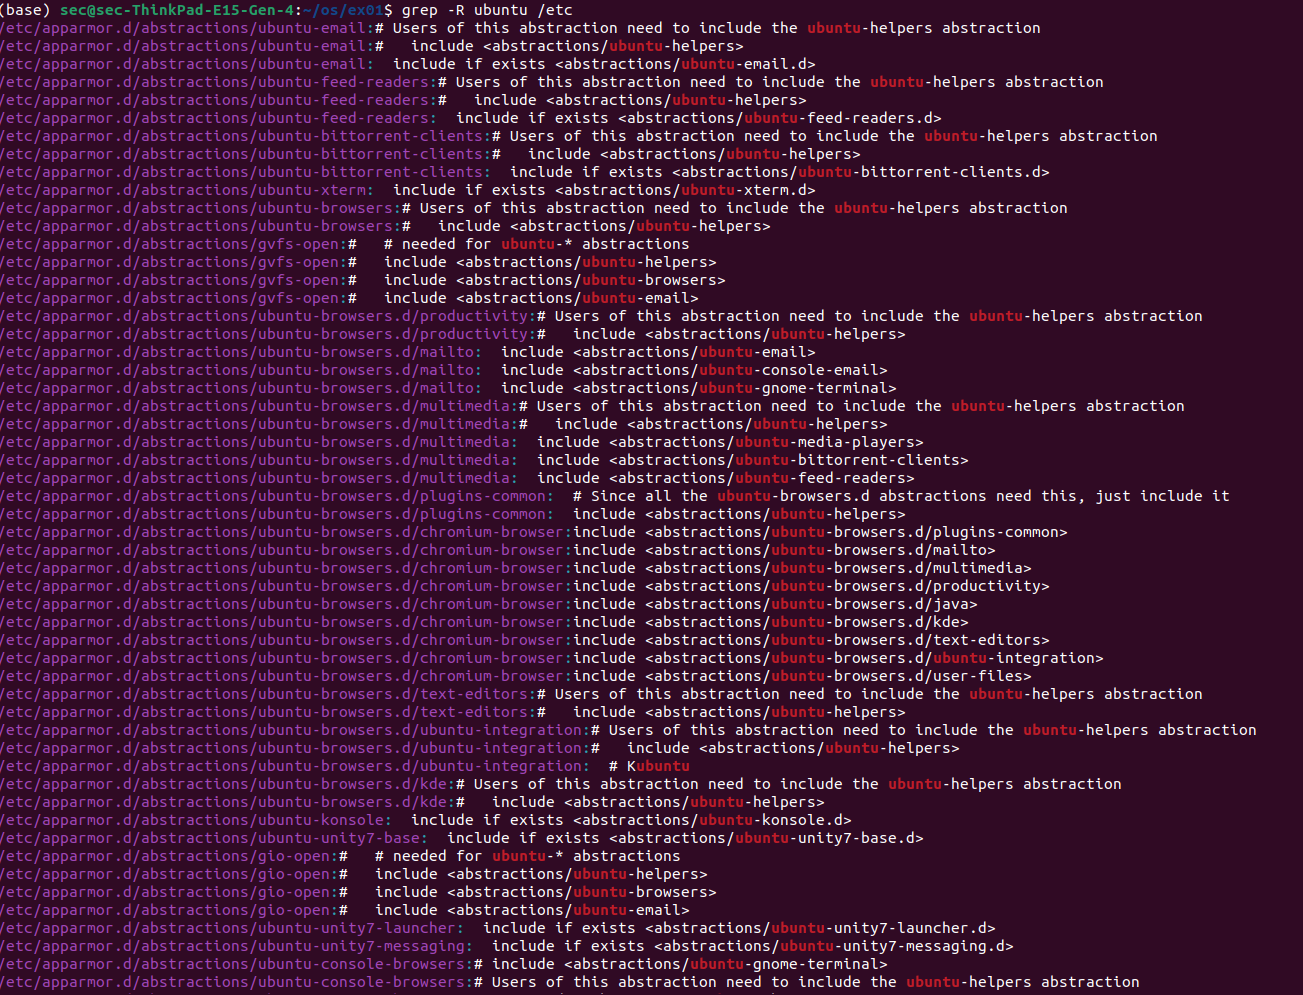 (base) sec@sec-ThinkPad-E15-Gen-4:~/os/ex01$ grep -R ubuntu /etc
/etc/apparmor.d/abstractions/ubuntu-email:# Users of this abstraction need to include the ubuntu-helpers abstraction
/etc/apparmor.d/abstractions/ubuntu-email:#   include <abstractions/ubuntu-helpers>
/etc/apparmor.d/abstractions/ubuntu-email:  include if exists <abstractions/ubuntu-email.d>
/etc/apparmor.d/abstractions/ubuntu-feed-readers:# Users of this abstraction need to include the ubuntu-helpers abstraction
/etc/apparmor.d/abstractions/ubuntu-feed-readers:#   include <abstractions/ubuntu-helpers>
/etc/apparmor.d/abstractions/ubuntu-feed-readers:  include if exists <abstractions/ubuntu-feed-readers.d>
/etc/apparmor.d/abstractions/ubuntu-bittorrent-clients:# Users of this abstraction need to include the ubuntu-helpers abstraction
/etc/apparmor.d/abstractions/ubuntu-bittorrent-clients:#   include <abstractions/ubuntu-helpers>
/etc/apparmor.d/abstractions/ubuntu-bittorrent-clients:  include if exists <abstractions/ubuntu-bittorrent-clients.d>
/etc/apparmor.d/abstractions/ubuntu-xterm:  include if exists <abstractions/ubuntu-xterm.d>
/etc/apparmor.d/abstractions/ubuntu-browsers:# Users of this abstraction need to include the ubuntu-helpers abstraction
/etc/apparmor.d/abstractions/ubuntu-browsers:#   include <abstractions/ubuntu-helpers>
/etc/apparmor.d/abstractions/gvfs-open:#   # needed for ubuntu-* abstractions
/etc/apparmor.d/abstractions/gvfs-open:#   include <abstractions/ubuntu-helpers>
/etc/apparmor.d/abstractions/gvfs-open:#   include <abstractions/ubuntu-browsers>
/etc/apparmor.d/abstractions/gvfs-open:#   include <abstractions/ubuntu-email>
/etc/apparmor.d/abstractions/ubuntu-browsers.d/productivity:# Users of this abstraction need to include the ubuntu-helpers abstraction
/etc/apparmor.d/abstractions/ubuntu-browsers.d/productivity:#   include <abstractions/ubuntu-helpers>
/etc/apparmor.d/abstractions/ubuntu-browsers.d/mailto:  include <abstractions/ubuntu-email>
/etc/apparmor.d/abstractions/ubuntu-browsers.d/mailto:  include <abstractions/ubuntu-console-email>
/etc/apparmor.d/abstractions/ubuntu-browsers.d/mailto:  include <abstractions/ubuntu-gnome-terminal>
/etc/apparmor.d/abstractions/ubuntu-browsers.d/multimedia:# Users of this abstraction need to include the ubuntu-helpers abstraction
/etc/apparmor.d/abstractions/ubuntu-browsers.d/multimedia:#   include <abstractions/ubuntu-helpers>
/etc/apparmor.d/abstractions/ubuntu-browsers.d/multimedia:  include <abstractions/ubuntu-media-players>
/etc/apparmor.d/abstractions/ubuntu-browsers.d/multimedia:  include <abstractions/ubuntu-bittorrent-clients>
/etc/apparmor.d/abstractions/ubuntu-browsers.d/multimedia:  include <abstractions/ubuntu-feed-readers>
/etc/apparmor.d/abstractions/ubuntu-browsers.d/plugins-common:  # Since all the ubuntu-browsers.d abstractions need this, just include it
/etc/apparmor.d/abstractions/ubuntu-browsers.d/plugins-common:  include <abstractions/ubuntu-helpers>
/etc/apparmor.d/abstractions/ubuntu-browsers.d/chromium-browser:include <abstractions/ubuntu-browsers.d/plugins-common>
/etc/apparmor.d/abstractions/ubuntu-browsers.d/chromium-browser:include <abstractions/ubuntu-browsers.d/mailto>
/etc/apparmor.d/abstractions/ubuntu-browsers.d/chromium-browser:include <abstractions/ubuntu-browsers.d/multimedia>
/etc/apparmor.d/abstractions/ubuntu-browsers.d/chromium-browser:include <abstractions/ubuntu-browsers.d/productivity>
/etc/apparmor.d/abstractions/ubuntu-browsers.d/chromium-browser:include <abstractions/ubuntu-browsers.d/java>
/etc/apparmor.d/abstractions/ubuntu-browsers.d/chromium-browser:include <abstractions/ubuntu-browsers.d/kde>
/etc/apparmor.d/abstractions/ubuntu-browsers.d/chromium-browser:include <abstractions/ubuntu-browsers.d/text-editors>
/etc/apparmor.d/abstractions/ubuntu-browsers.d/chromium-browser:include <abstractions/ubuntu-browsers.d/ubuntu-integration>
/etc/apparmor.d/abstractions/ubuntu-browsers.d/chromium-browser:include <abstractions/ubuntu-browsers.d/user-files>
/etc/apparmor.d/abstractions/ubuntu-browsers.d/text-editors:# Users of this abstraction need to include the ubuntu-helpers abstraction
/etc/apparmor.d/abstractions/ubuntu-browsers.d/text-editors:#   include <abstractions/ubuntu-helpers>
/etc/apparmor.d/abstractions/ubuntu-browsers.d/ubuntu-integration:# Users of this abstraction need to include the ubuntu-helpers abstraction
/etc/apparmor.d/abstractions/ubuntu-browsers.d/ubuntu-integration:#   include <abstractions/ubuntu-helpers>
/etc/apparmor.d/abstractions/ubuntu-browsers.d/ubuntu-integration:  # Kubuntu
/etc/apparmor.d/abstractions/ubuntu-browsers.d/kde:# Users of this abstraction need to include the ubuntu-helpers abstraction
/etc/apparmor.d/abstractions/ubuntu-browsers.d/kde:#   include <abstractions/ubuntu-helpers>
/etc/apparmor.d/abstractions/ubuntu-konsole:  include if exists <abstractions/ubuntu-konsole.d>
/etc/apparmor.d/abstractions/ubuntu-unity7-base:  include if exists <abstractions/ubuntu-unity7-base.d>
/etc/apparmor.d/abstractions/gio-open:#   # needed for ubuntu-* abstractions
/etc/apparmor.d/abstractions/gio-open:#   include <abstractions/ubuntu-helpers>
/etc/apparmor.d/abstractions/gio-open:#   include <abstractions/ubuntu-browsers>
/etc/apparmor.d/abstractions/gio-open:#   include <abstractions/ubuntu-email>
/etc/apparmor.d/abstractions/ubuntu-unity7-launcher:  include if exists <abstractions/ubuntu-unity7-launcher.d>
/etc/apparmor.d/abstractions/ubuntu-unity7-messaging:  include if exists <abstractions/ubuntu-unity7-messaging.d>
/etc/apparmor.d/abstractions/ubuntu-console-browsers:# include <abstractions/ubuntu-gnome-terminal>
/etc/apparmor.d/abstractions/ubuntu-console-browsers:# Users of this abstraction need to include the ubuntu-helpers abstraction